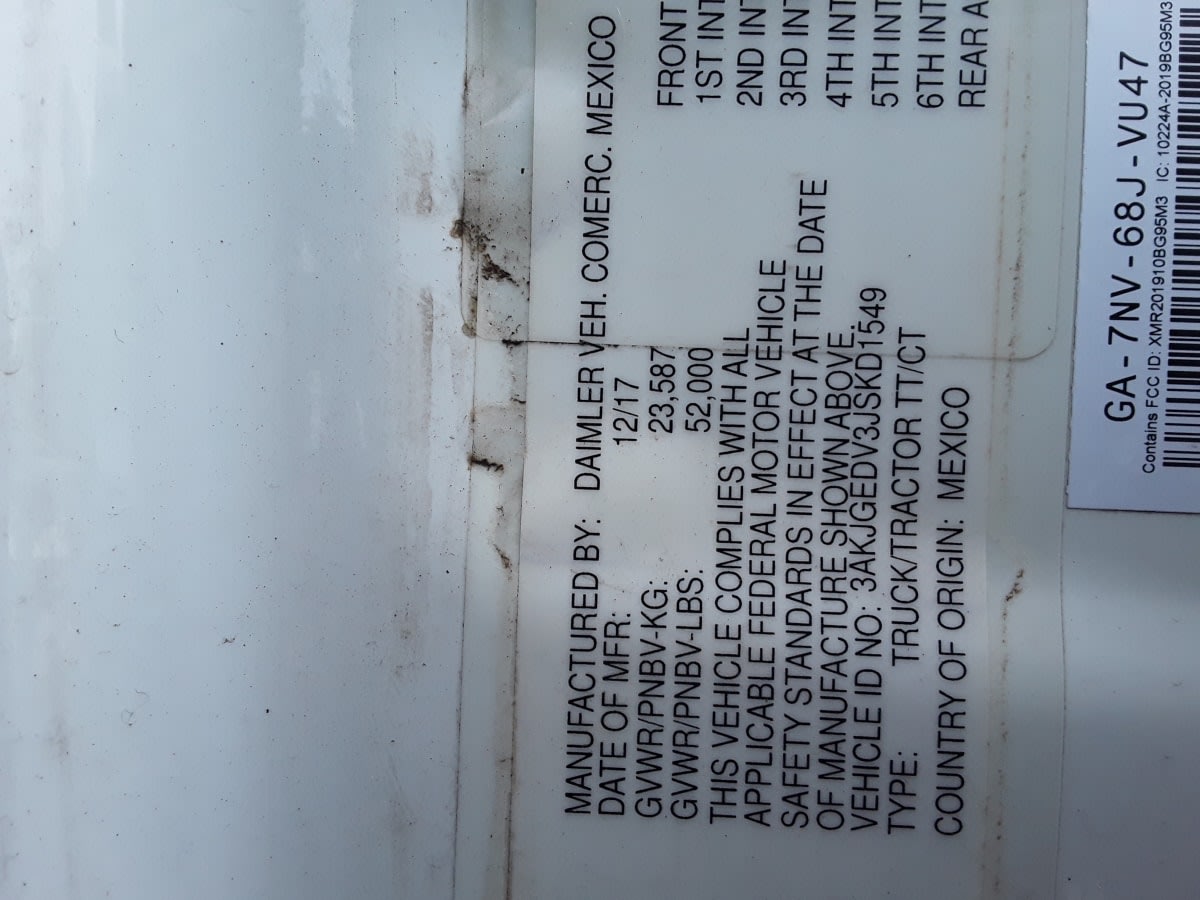 MANUFACTURED BY: DAIMLER VEH. COMERC. MEXICO
DATE OF MFR: 12/17
GVWR/PNBV-KG: 23,587
GVWR/PNBV-LBS: 52,000
THIS VEHICLE COMPLIES WITH ALL
APPLICABLE FEDERAL MOTOR VEHICLE
SAFETY STANDARDS IN EFFECT AT THE DATE
OF MANUFACTURE SHOWN ABOVE.
VEHICLE ID NO: 3AKJGEDV3JSKD1549
TYPE: TRUCK/TRACTOR TT/CT
COUNTRY OF ORIGIN: MEXICO
FRONT
1ST INT
2ND INT
3RD INT
4TH INT
5TH INT
6TH INT
REAR A
GA-7NV-68J-VU47
Contains FCC ID: XMR201910BG95M3 IC: 10224A-2019BG95M3